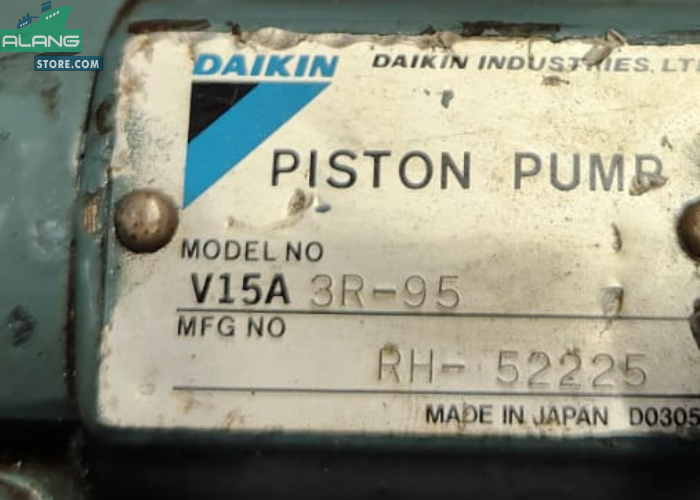 ALANG
STORE.COM
DAIKIN DAIKIN INDUSTRIES, LT
PISTON PUMP
MODEL NO
V15A 3R-95
MFG NO
RH- 52225
MADE IN JAPAN D0305